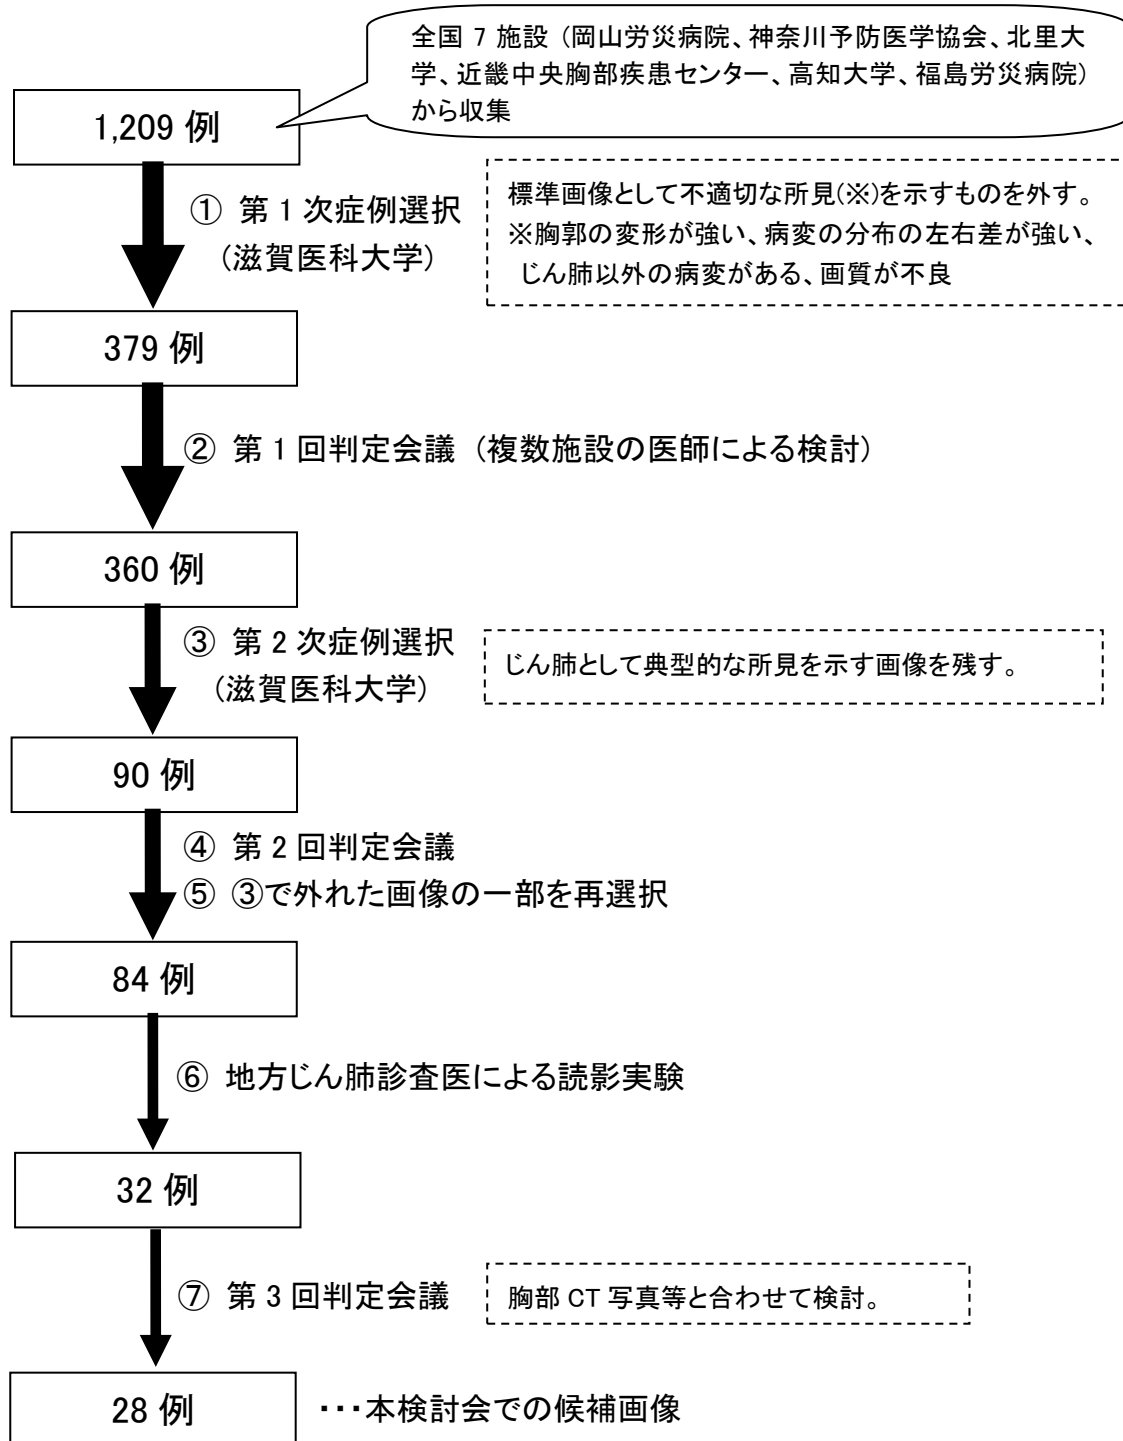 全国 7 施設（岡山労災病院、神奈川予防医学協会、北里大
学、近畿中央胸部疾患センター、高知大学、福島労災病院）
から収集
1,209 例
① 第 1 次症例選択
（滋賀医科大学）
標準画像として不適切な所見(※)を示すものを外す。
※胸郭の変形が強い、病変の分布の左右差が強い、
じん肺以外の病変がある、画質が不良
379 例
② 第 1 回判定会議（複数施設の医師による検討）
360 例
③ 第 2 次症例選択
（滋賀医科大学）
じん肺として典型的な所見を示す画像を残す。
90 例
④ 第 2 回判定会議
⑤ ③で外れた画像の一部を再選択
84 例
⑥ 地方じん肺診査医による読影実験
32 例
⑦ 第 3 回判定会議
胸部 CT 写真等と合わせて検討。
28 例
・・・本検討会での候補画像